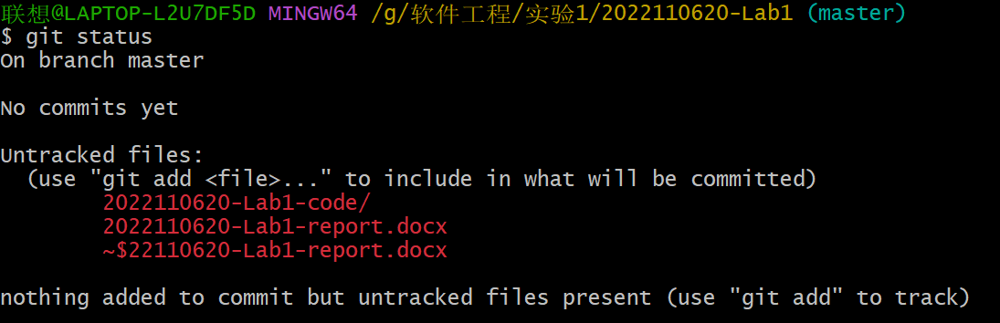 联想@LAPTOP-L2U7DF5D MINGW64 /g/软件工程/实验1/2022110620-Lab1 (master)
$ git status
On branch master
No commits yet
Untracked files:
(use "git add <file>..." to include in what will be committed)
2022110620-Lab1-code/
2022110620-Lab1-report.docx
~$22110620-Lab1-report.docx
nothing added to commit but untracked files present (use "git add" to track)